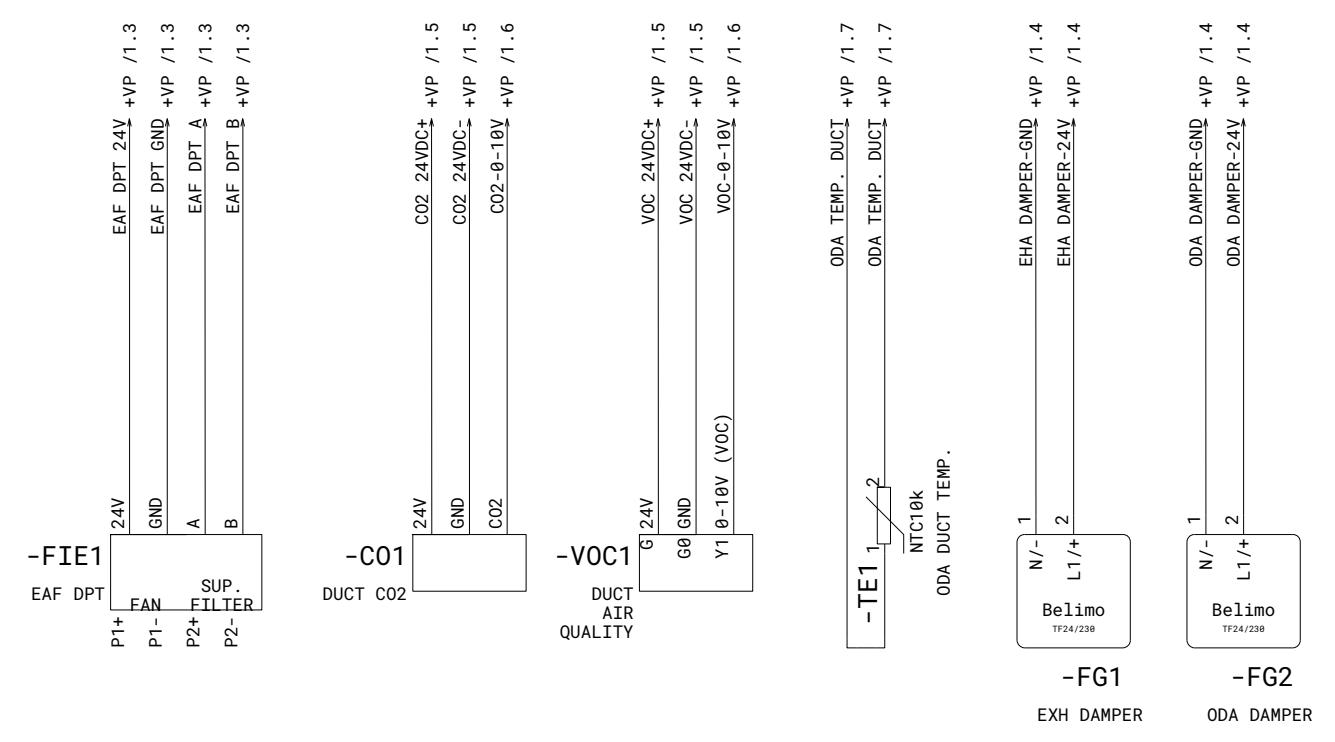 +VP /1.3
+VP /1.3
+VP /1.3
+VP /1.3
+VP /1.5
+VP /1.5
+VP /1.6
+VP /1.5
+VP /1.5
+VP /1.6
+VP /1.7
+VP /1.7
+VP /1.4
+VP /1.4
+VP /1.4
+VP /1.4
EAF DPT 24V
EAF DPT GND
EAF DPT A
EAF DPT B
CO2 24VDC+
CO2 24VDC-
CO2-0-10V
VOC 24VDC+
VOC 24VDC-
VOC-0-10V
ODA TEMP. DUCT
ODA TEMP. DUCT
EHA DAMPER-GND
EHA DAMPER-24V
ODA DAMPER-GND
ODA DAMPER-24V
24V
GND
A
B
-FIE1
EAF DPT
FAN
SUP.
FILTER
P1+
P1-
P2+
P2-
24V
GND
CO2
-CO1
DUCT CO2
G 24V
G0 GND
Y1 0-10V (VOC)
-VOC1
DUCT
AIR
QUALITY
2
1
-TE1
NTC10k
ODA DUCT TEMP.
1
2
N/-
L1/+
Belimo
TF24/230
-FG1
EXH DAMPER
1
2
N/-
L1/+
Belimo
TF24/230
-FG2
ODA DAMPER